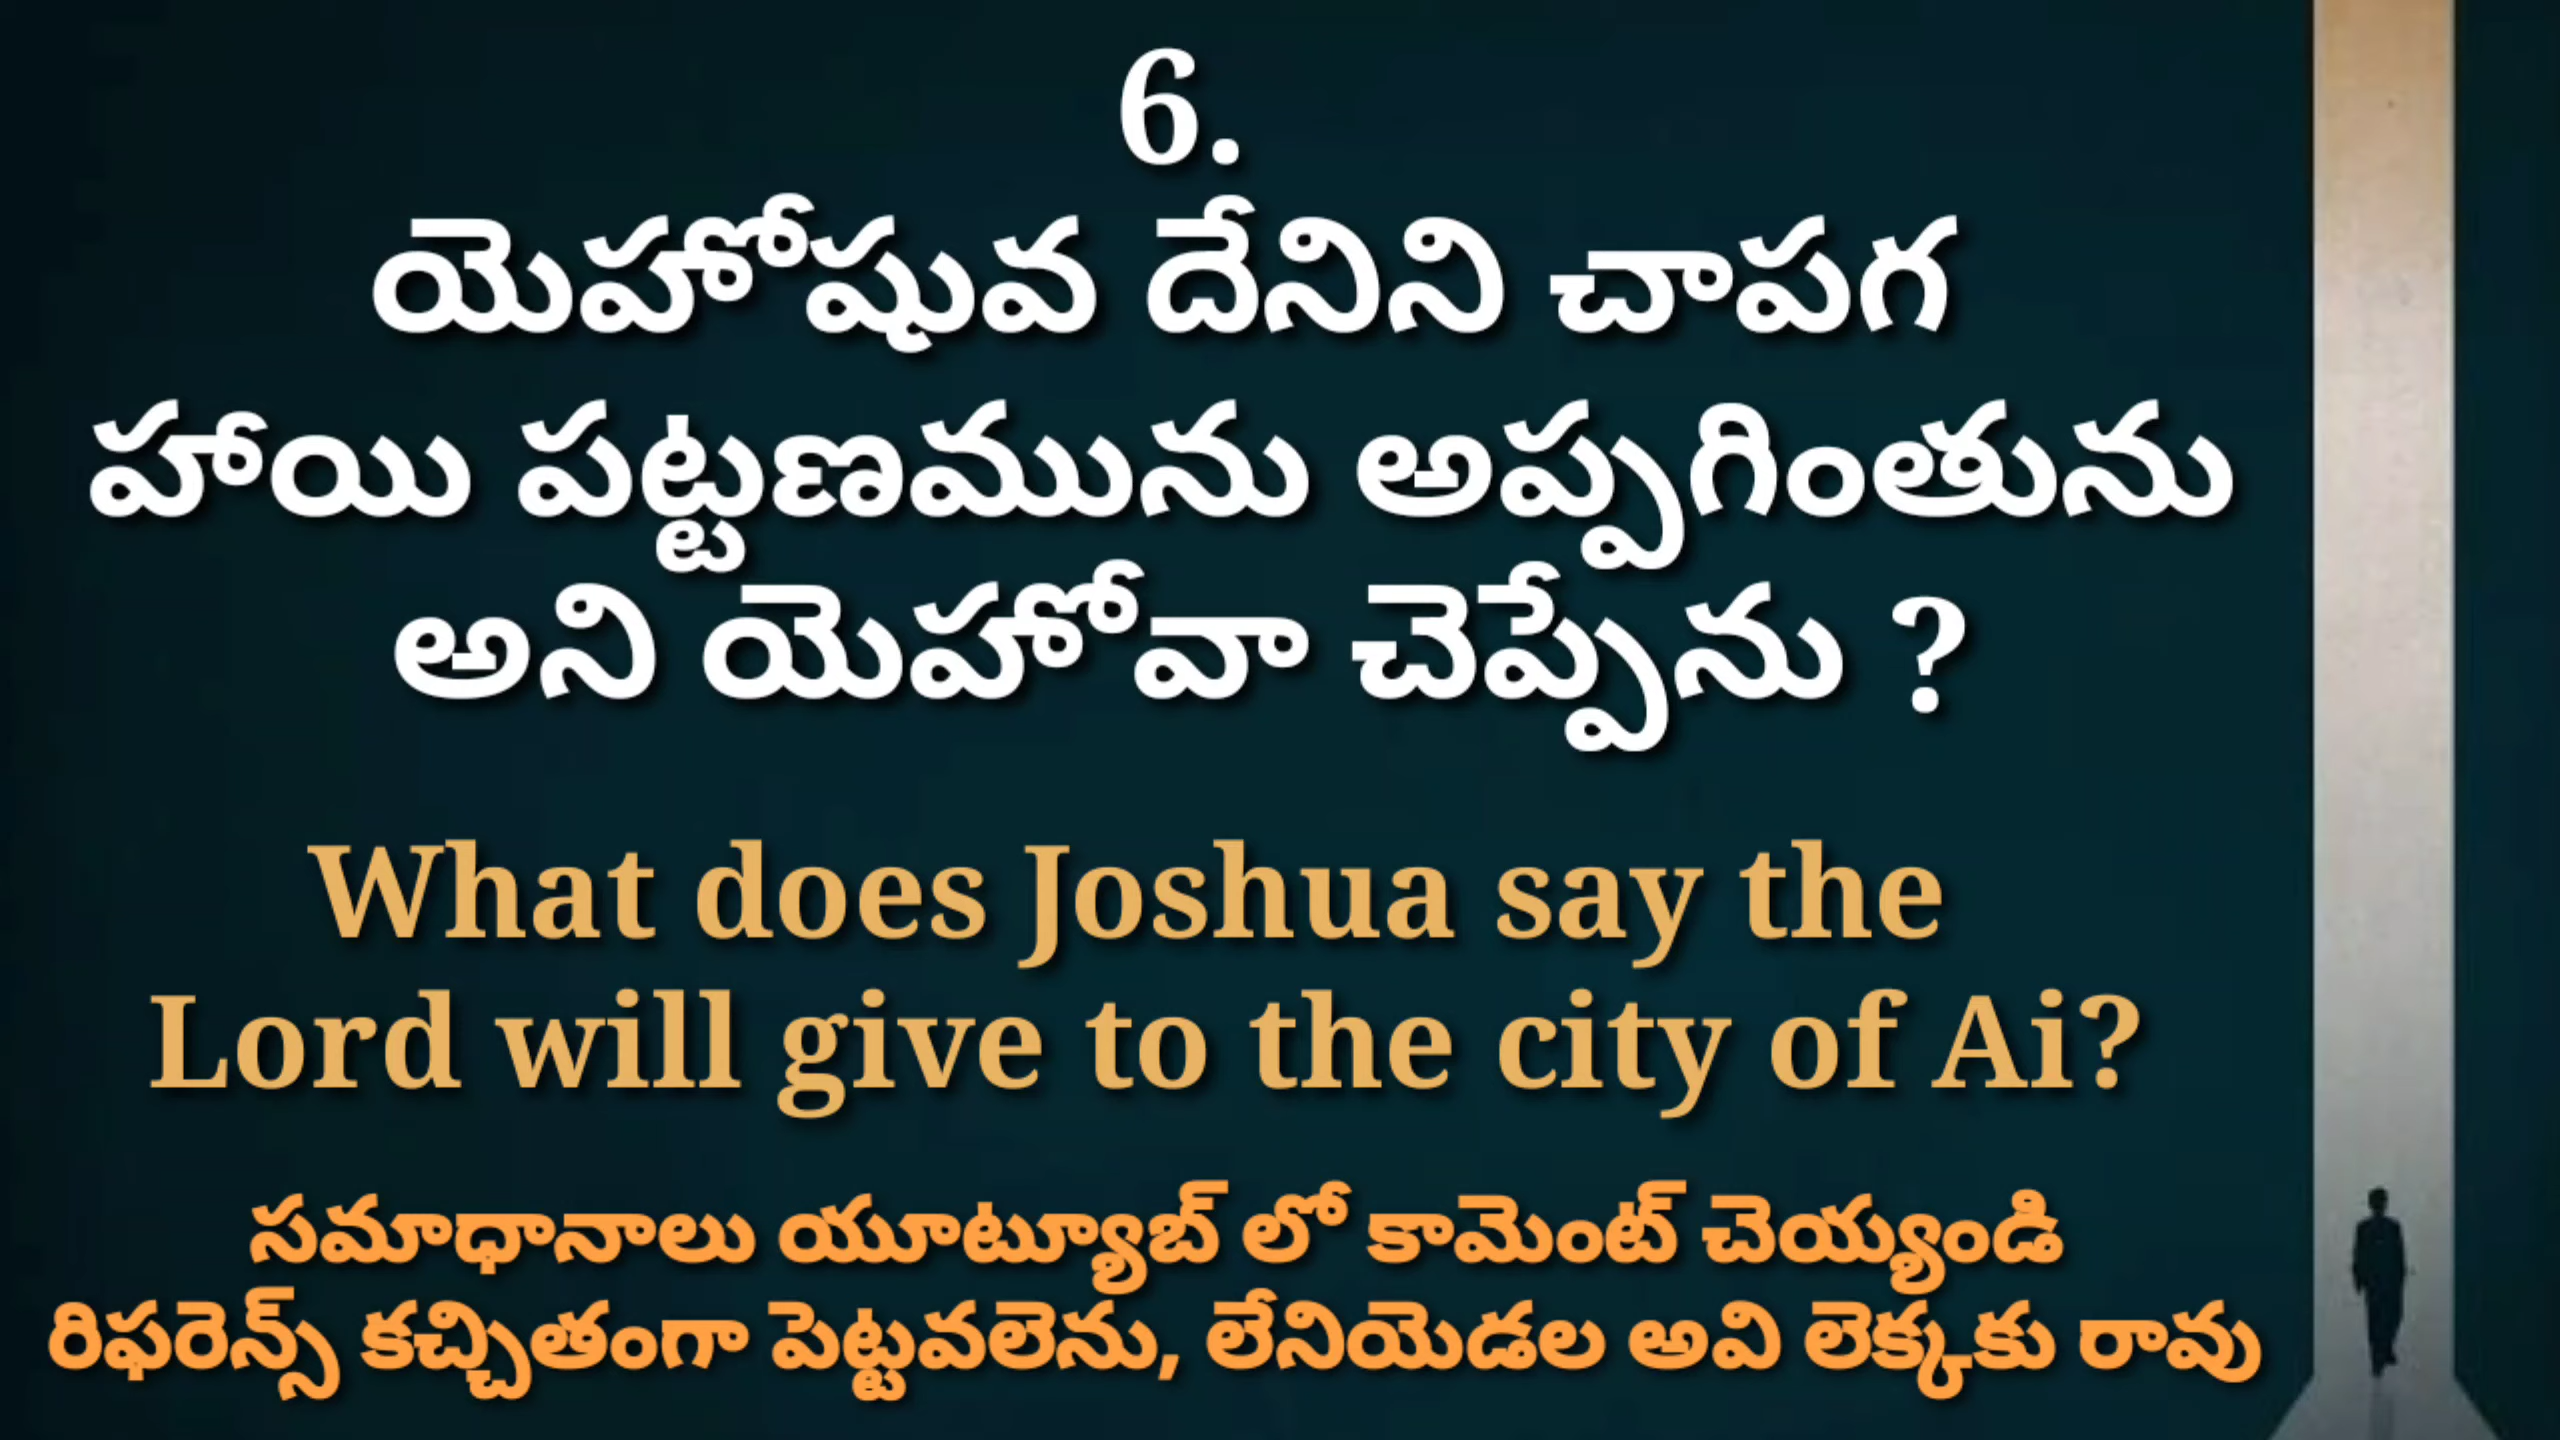 6.
యెహోషువ దేనిని చాపగ
హాయి పట్టణమును అప్పగింతును
అని యెహోవా చెప్పేను ?
What does Joshua say the
Lord will give to the city of Ai?
సమాధానాలు యూట్యూబ్ లో కామెంట్ చెయ్యండి
రిఫరెన్స్ కచ్చితంగా పెట్టవలెను, లేనియెడల అవి లెక్కకు రావు